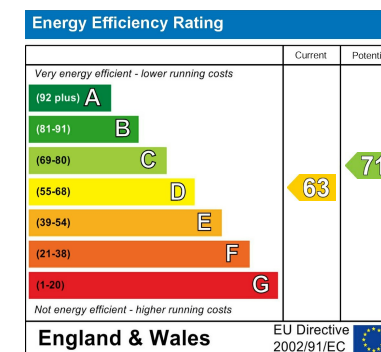 Energy Efficiency Rating
Current Potenti
Very energy efficient - lower running costs
(92 plus) A
(81-91) B
(69-80) C
71
(55-68) D
63
(39-54) E
(21-38) F
(1-20) G
Not energy efficient - higher running costs
England & Wales
EU Directive
2002/91/EC